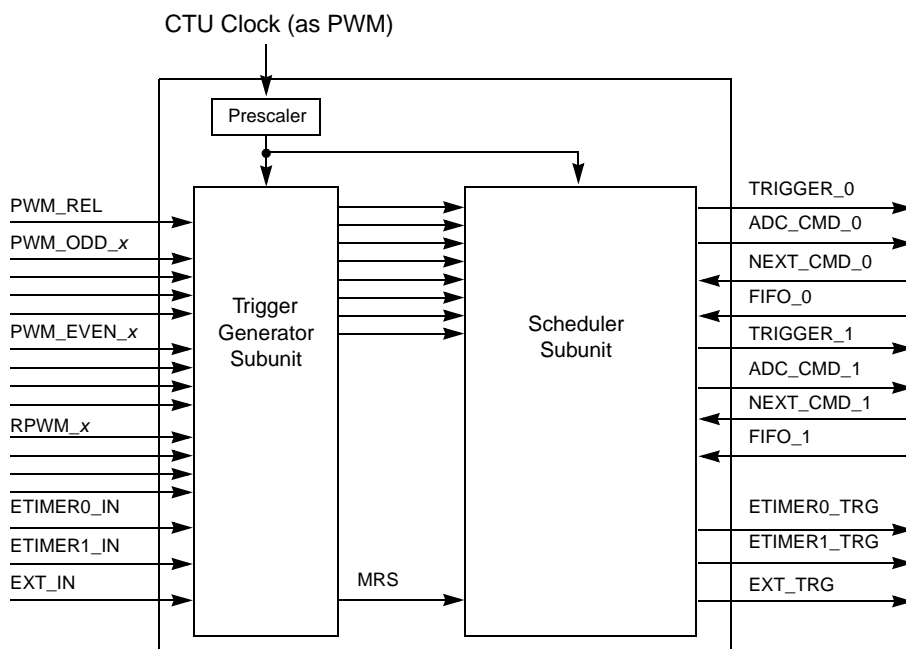 CTU Clock (as PWM)
Prescaler
PWM_REL
PWM_ODD_x
PWM_EVEN_x
RPWM_x
ETIMER0_IN
ETIMER1_IN
EXT_IN
Trigger
Generator
Subunit
MRS
Scheduler
Subunit
TRIGGER_0
ADC_CMD_0
NEXT_CMD_0
FIFO_0
TRIGGER_1
ADC_CMD_1
NEXT_CMD_1
FIFO_1
ETIMER0_TRG
ETIMER1_TRG
EXT_TRG